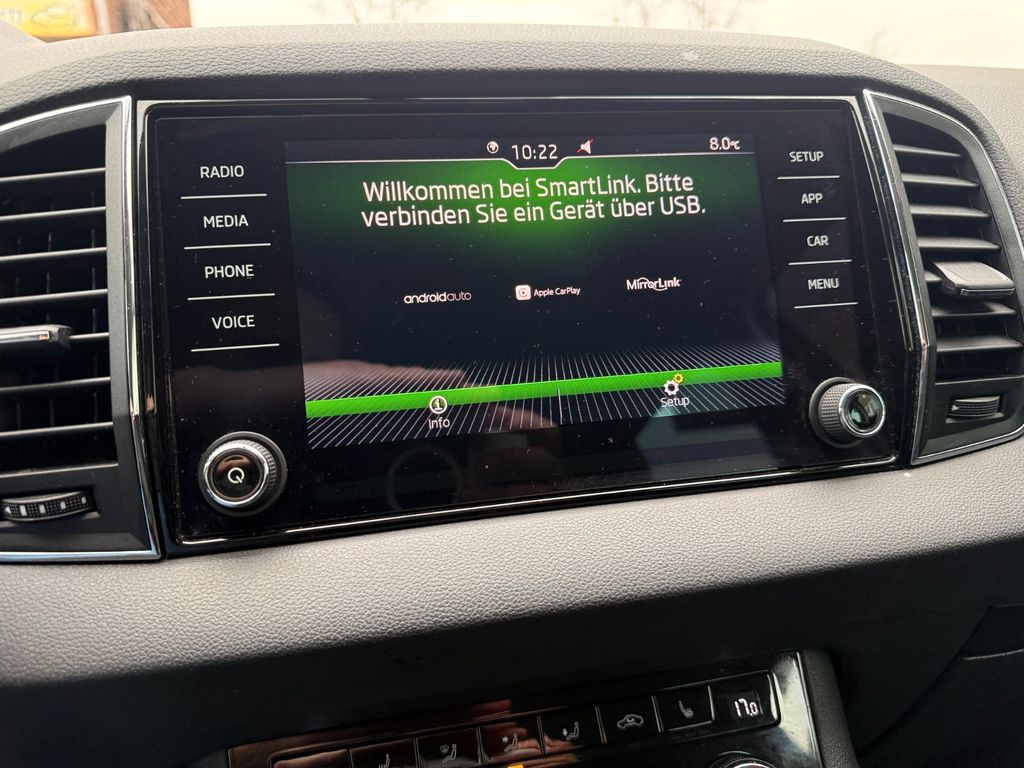 10:22
8.0°C
RADIO
MEDIA
PHONE
VOICE
Willkommen bei SmartLink. Bitte
verbinden Sie ein Gerät über USB.
androidauto
Apple CarPlay
MirrorLink
Info
Setup
SETUP
APP
CAR
MENU
17.0